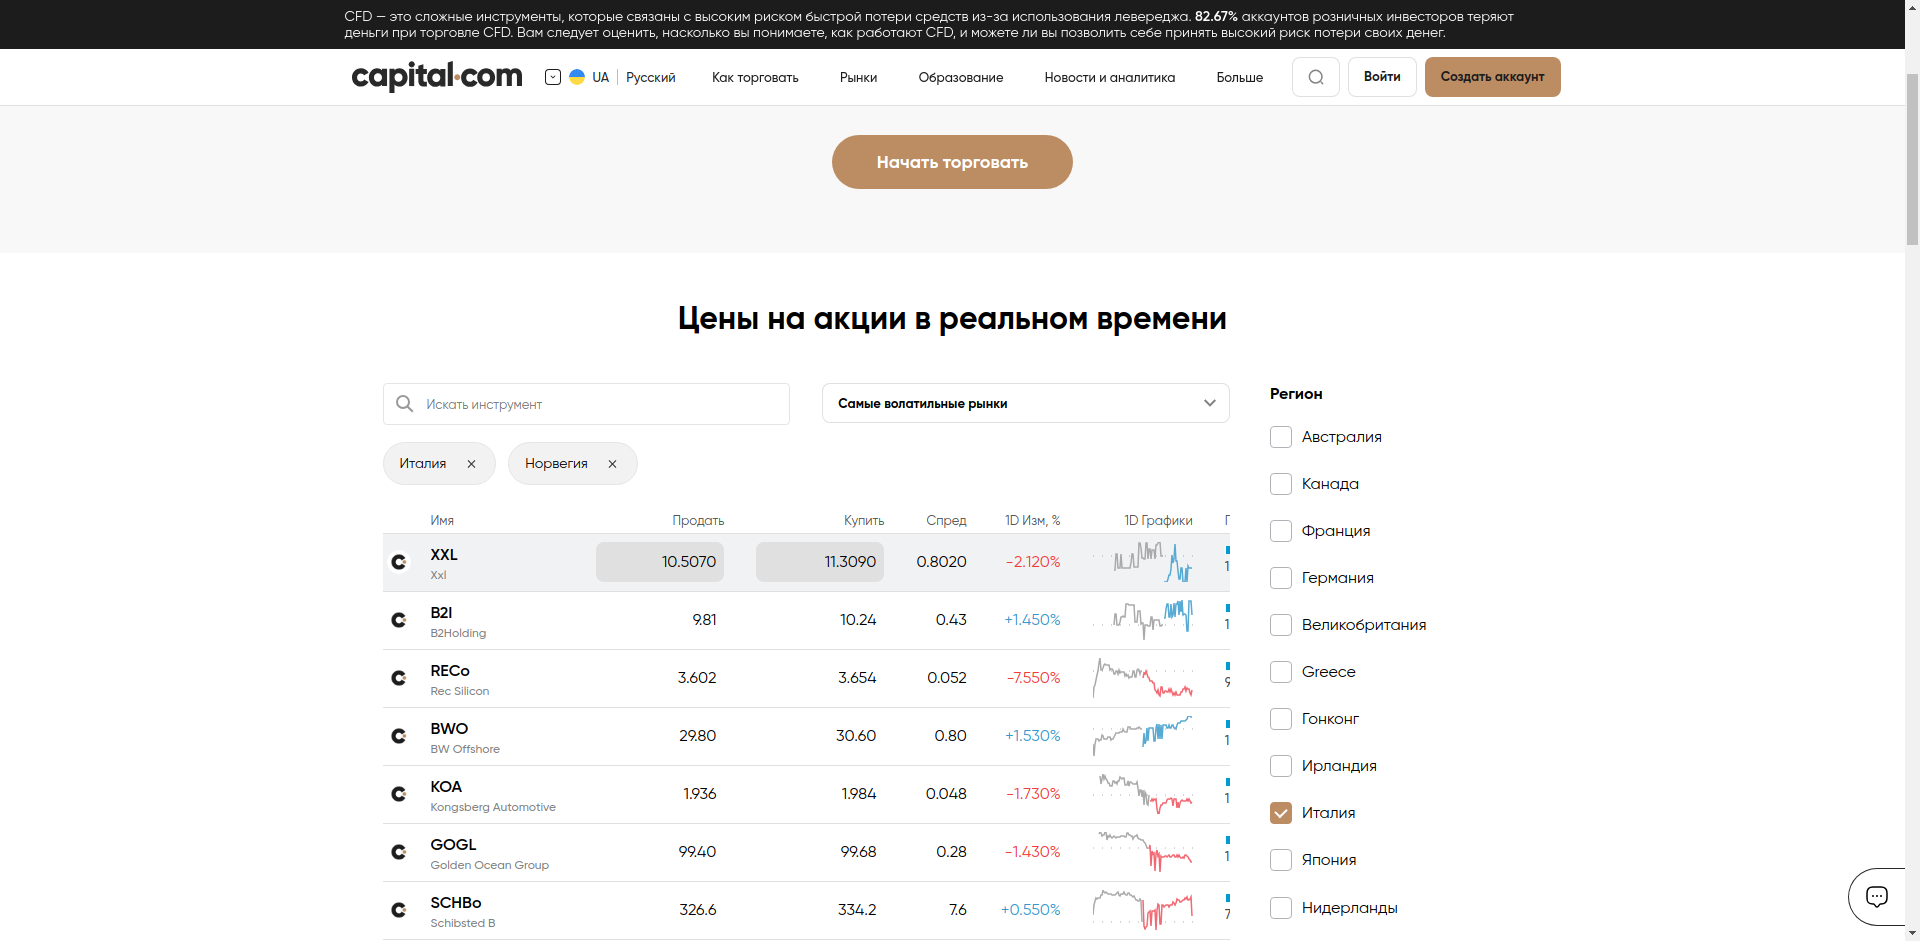 CFD — это сложные инструменты, которые связаны с высоким риском быстрой потери средств из-за использования левереджа. 82.67% аккаунтов розничных инвесторов теряют
деньги при торговле CFD. Вам следует оценить, насколько вы понимаете, как работают CFD, и можете ли вы позволить себе принять высокий риск потери своих денег.
capital.com UA Русский Как торговать Рынки Образование Новости и аналитика Больше Войти Создать аккаунт
Начать торговать
Цены на акции в реальном времени
Искать инструмент
Самые волатильные рынки
Италия
Норвегия
Имя Продать Купить Спред 1D Изм, % 1D Графики
XXL 10.5070 11.3090 0.8020 -2.120%
Xxl
B2I 9.81 10.24 0.43 +1.450%
B2Holding
RECo 3.602 3.654 0.052 -7.550%
Rec Silicon
BWO 29.80 30.60 0.80 +1.530%
BW Offshore
KOA 1.936 1.984 0.048 -1.730%
Kongsberg Automotive
GOGL 99.40 99.68 0.28 -1.430%
Golden Ocean Group
SCHBo 326.6 334.2 7.6 +0.550%
Schibsted B
Регион
Австралия
Канада
Франция
Германия
Великобритания
Greece
Гонконг
Ирландия
Италия
Япония
Нидерланды